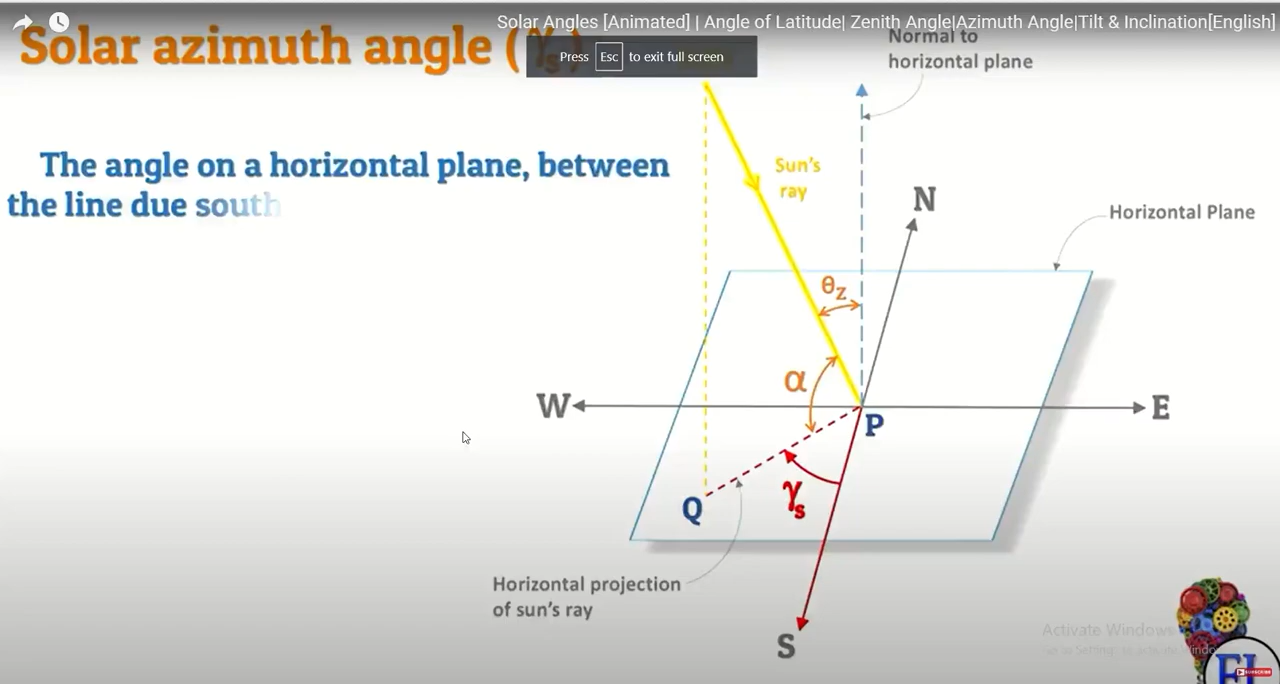 Solar Angles [Animated] | Angle of Latitude| Zenith Angle|Azimuth Angle|Tilt & Inclination[English]
Solar azimuth angle (γs)
Press Esc to exit full screen
Normal to
horizontal plane
The angle on a horizontal plane, between
the line due south
Sun's
ray
N
Horizontal Plane
θz
α
W
E
P
Q
γs
Horizontal projection
of sun's ray
S
Activate Windows
SUBSCRIBE